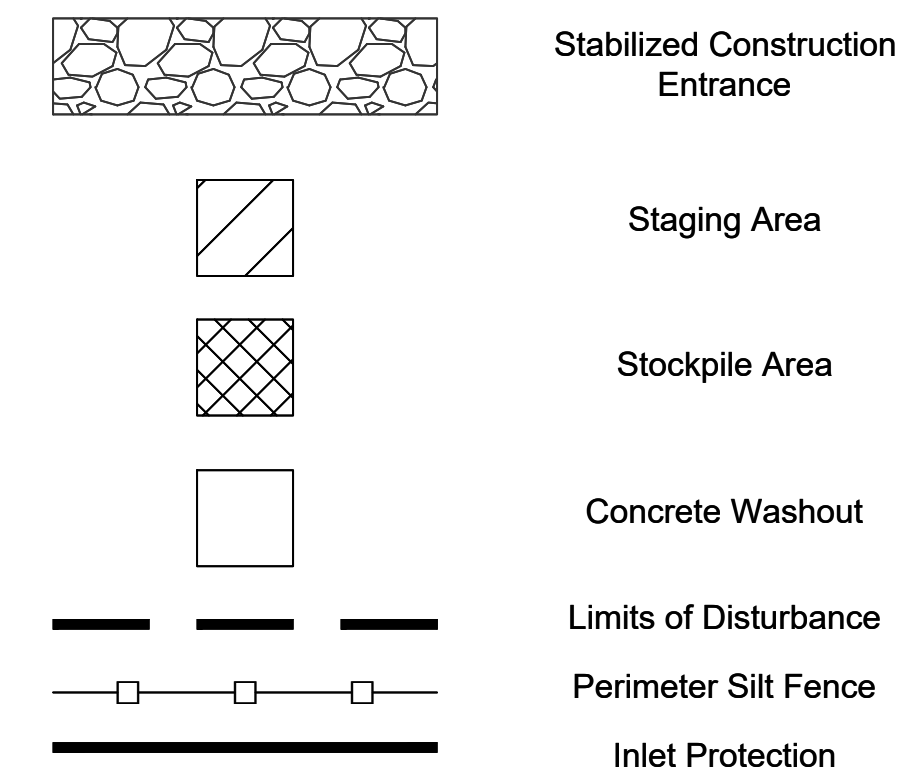 Stabilized Construction
Entrance
Staging Area
Stockpile Area
Concrete Washout
Limits of Disturbance
Perimeter Silt Fence
Inlet Protection